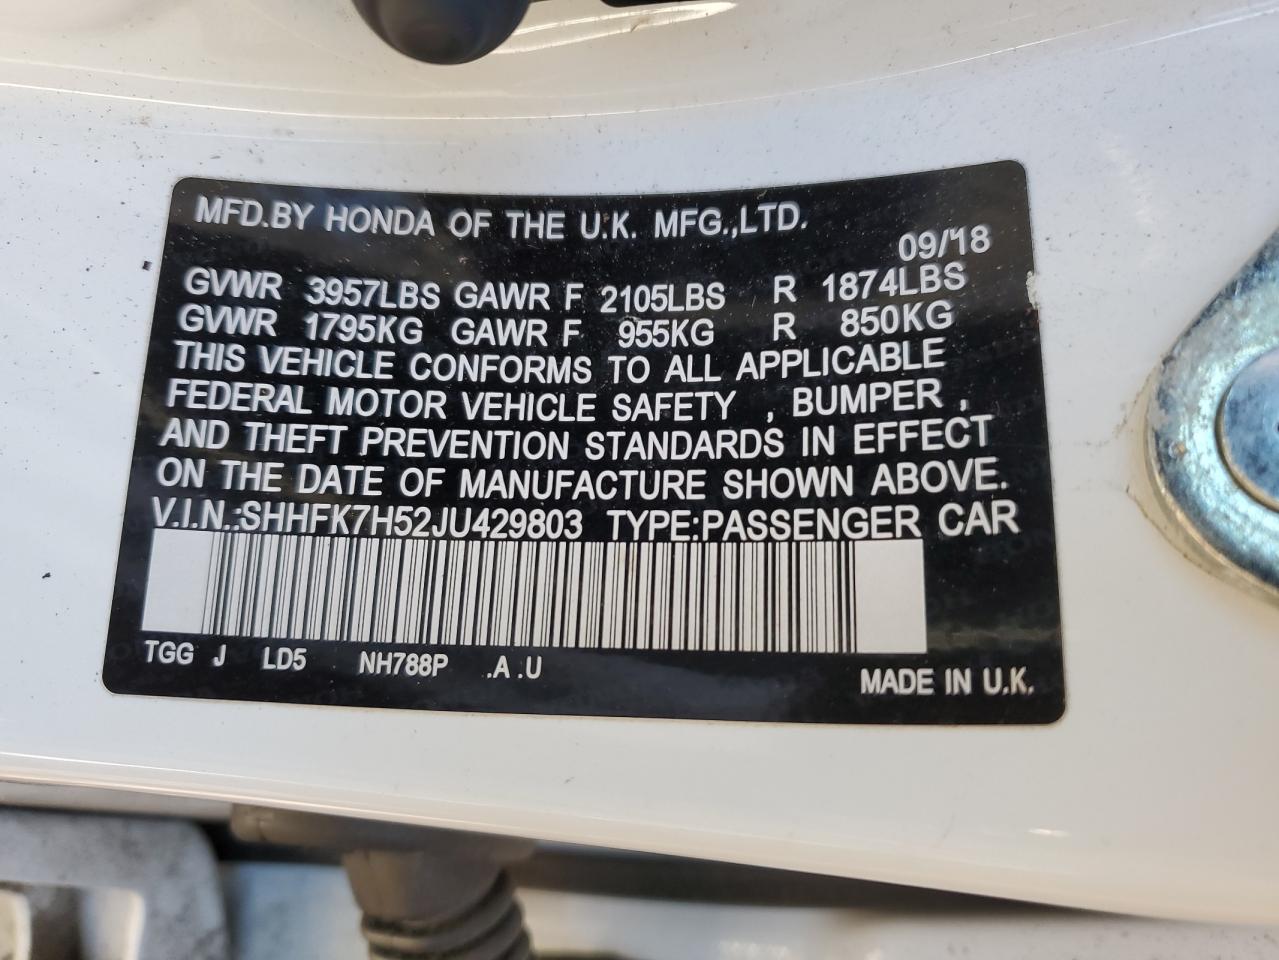 MFD.BY HONDA OF THE U.K. MFG.,LTD.
09/18
GVWR 3957LBS GAWR F 2105LBS R 1874LBS
GVWR 1795KG GAWR F 955KG R 850KG
THIS VEHICLE CONFORMS TO ALL APPLICABLE
FEDERAL MOTOR VEHICLE SAFETY , BUMPER ,
AND THEFT PREVENTION STANDARDS IN EFFECT
ON THE DATE OF MANUFACTURE SHOWN ABOVE.
V.I.N.:SHHFK7H52JU429803 TYPE:PASSENGER CAR
TGG J LD5 NH788P .A .U
MADE IN U.K.